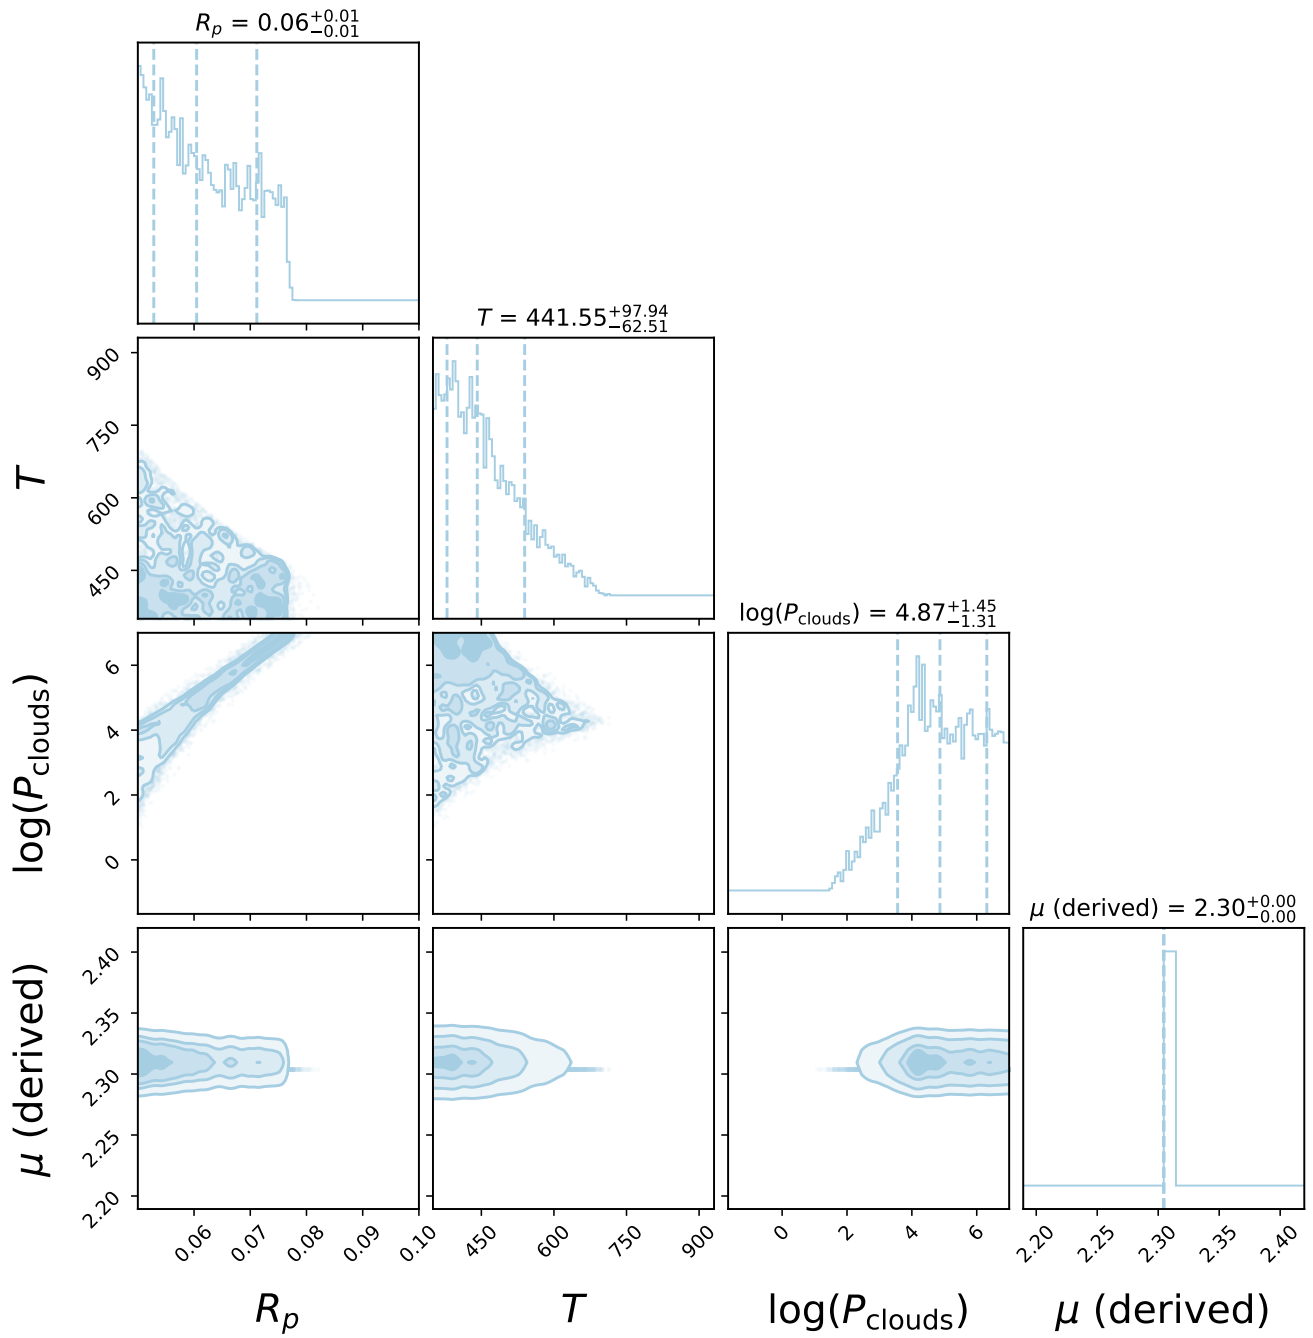 R_p = 0.06^{+0.01}_{-0.01}
T = 441.55^{+97.94}_{-62.51}
900
750
600
450
T
log(P_clouds) = 4.87^{+1.45}_{-1.31}
6
4
2
0
log(P_clouds)
μ (derived) = 2.30^{+0.00}_{-0.00}
2.40
2.35
2.30
2.25
2.20
μ (derived)
0.06 0.07 0.08 0.09 0.10 450 600 750 900 0 2 4 6 2.20 2.25 2.30 2.35 2.40
R_p T log(P_clouds) μ (derived)